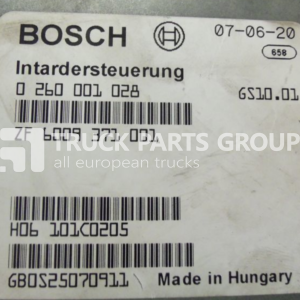 BOSCH 07-06-20
658
Intardersteuerung
0 260 001 028 GS10.01
TRUCK PARTS GROUP
ZF 6009 371 001
all european trucks
H06 101C0205
GBOS25070911 Made in Hungary